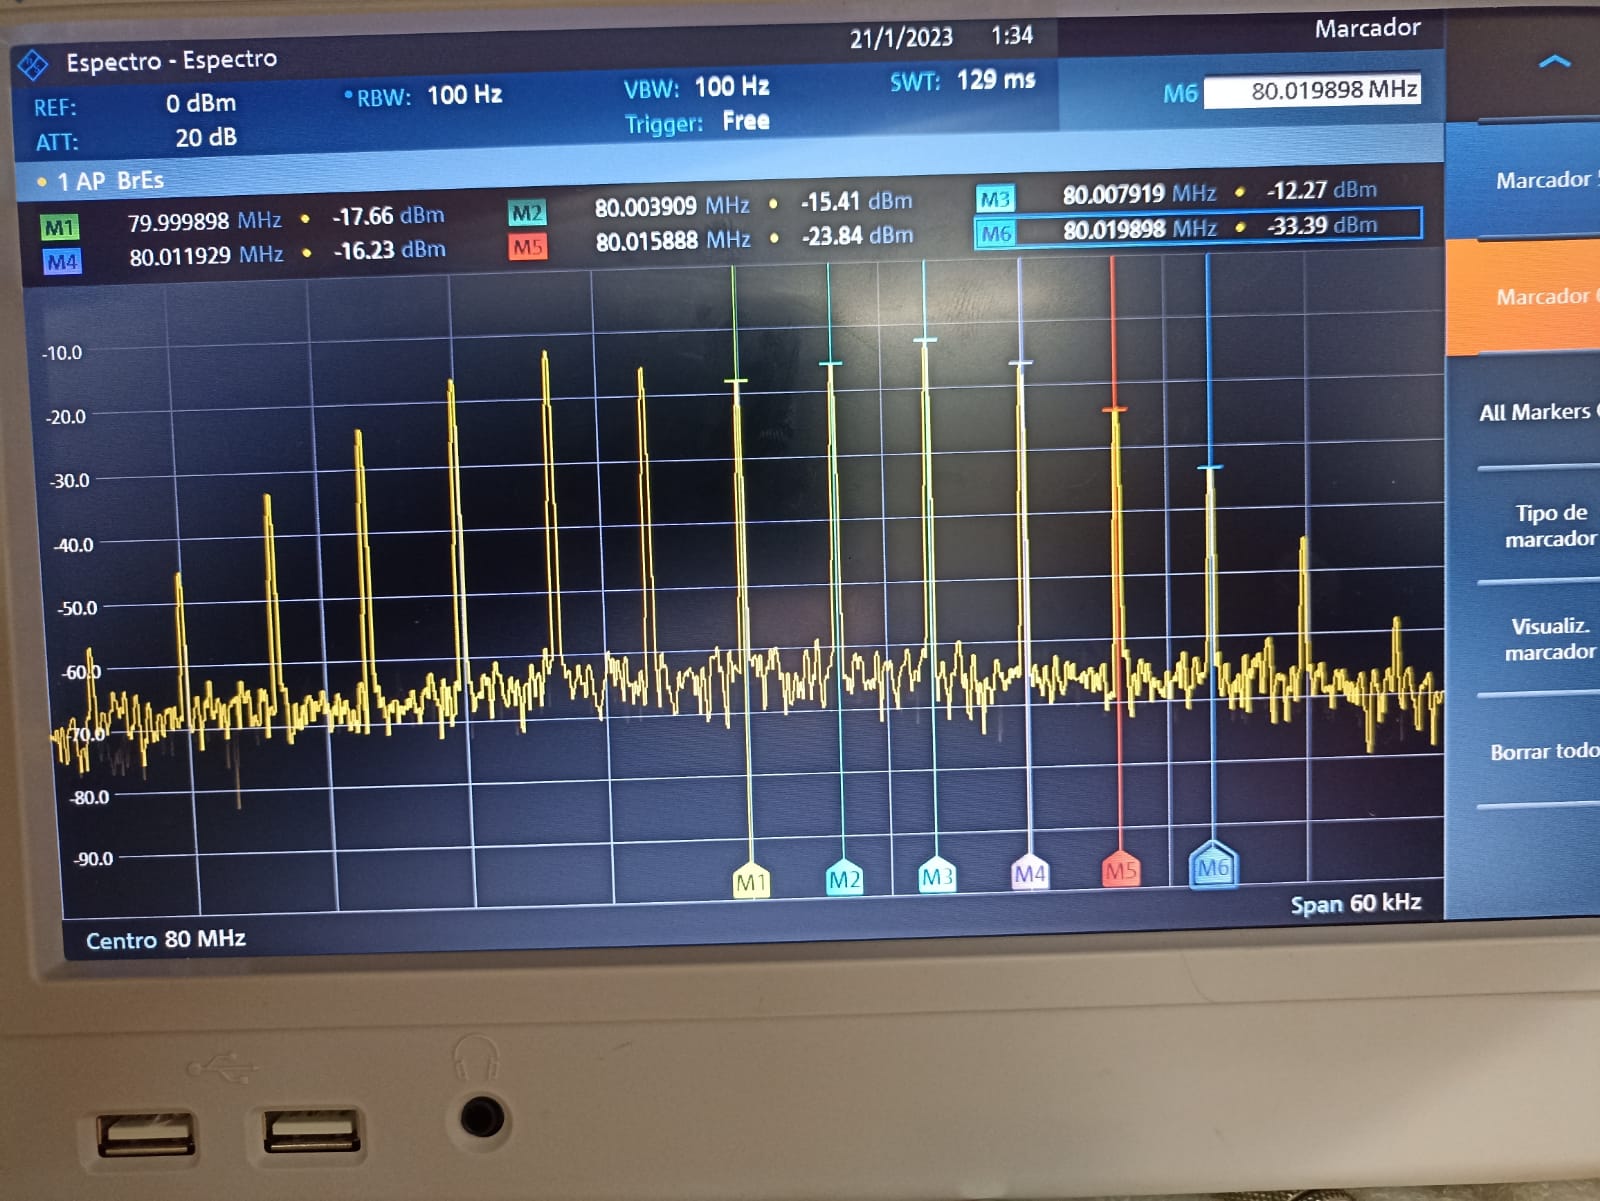 21/1/2023 1:34
Marcador
Espectro - Espectro
REF: 0 dBm RBW: 100 Hz VBW: 100 Hz SWT: 129 ms M6 80.019898 MHz
ATT: 20 dB Trigger: Free
1 AP BrEs
M1 79.999898 MHz • -17.66 dBm M2 80.003909 MHz • -15.41 dBm M3 80.007919 MHz • -12.27 dBm
M4 80.011929 MHz • -16.23 dBm M5 80.015888 MHz • -23.84 dBm M6 80.019898 MHz • -33.39 dBm
-10.0
-20.0
-30.0
-40.0
-50.0
-60.0
-70.0
-80.0
-90.0
M1 M2 M3 M4 M5 M6
Centro 80 MHz
Span 60 kHz
Marcador
Marcador
All Markers
Tipo de
marcador
Visualiz.
marcador
Borrar todo